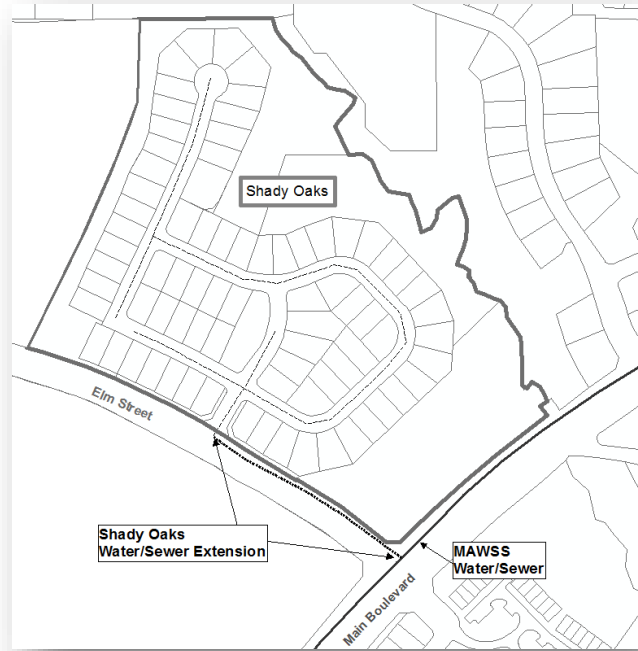 Shady Oaks
Elm Street
Shady Oaks
Water/Sewer Extension
MAWSS
Water/Sewer
Main Boulevard